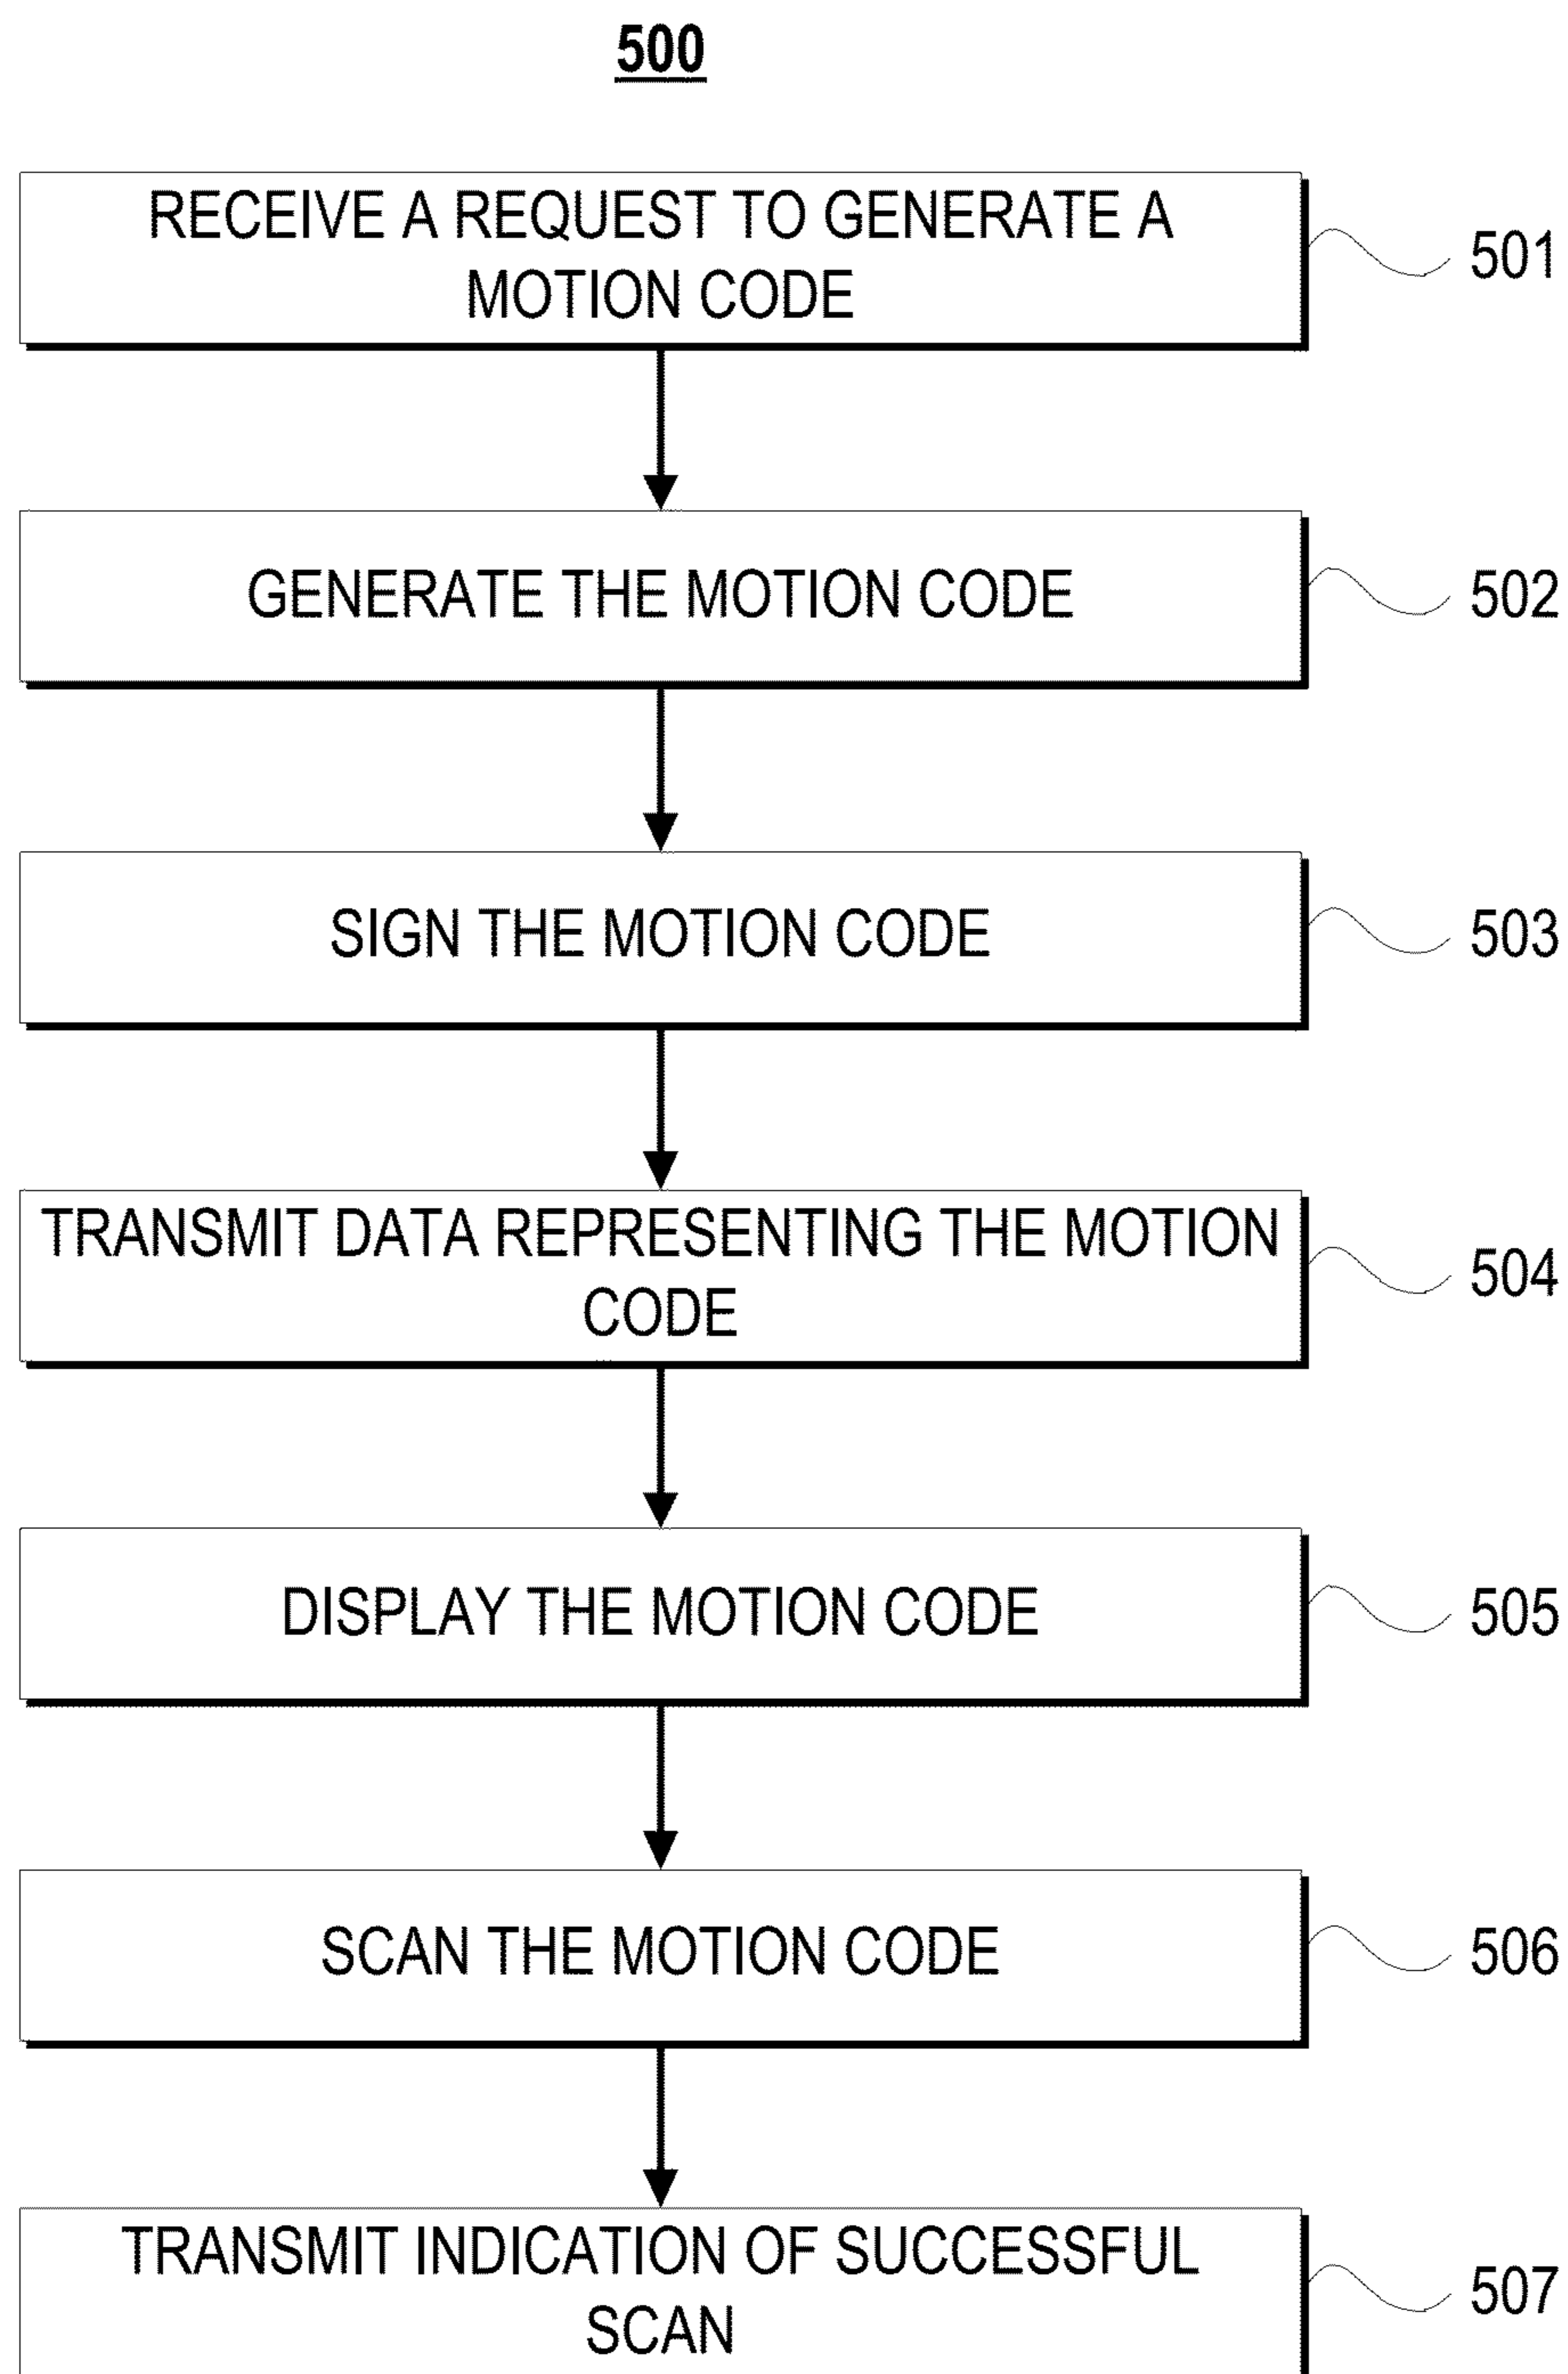 500
RECEIVE A REQUEST TO GENERATE A
MOTION CODE
501
GENERATE THE MOTION CODE
502
SIGN THE MOTION CODE
503
TRANSMIT DATA REPRESENTING THE MOTION
CODE
504
DISPLAY THE MOTION CODE
505
SCAN THE MOTION CODE
506
TRANSMIT INDICATION OF SUCCESSFUL
SCAN
507